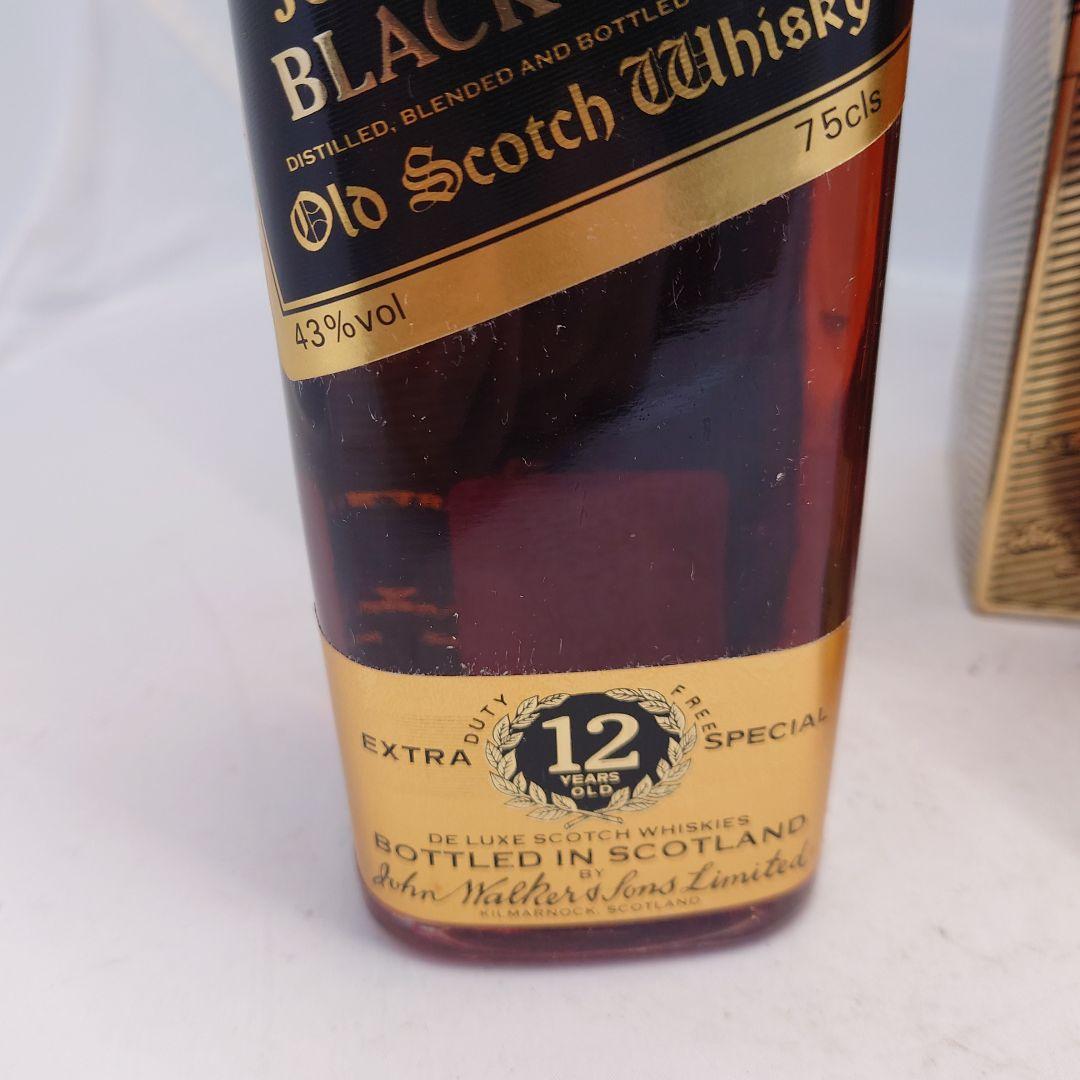 BLACK
DISTILLED, BLENDED AND BOTTLED
Old Scotch Whisky
75cls
43%vol
DUTY FREE
EXTRA SPECIAL
12
YEARS
OLD
DE LUXE SCOTCH WHISKIES
BOTTLED IN SCOTLAND
BY
John Walker & Sons Limited
KILMARNOCK, SCOTLAND